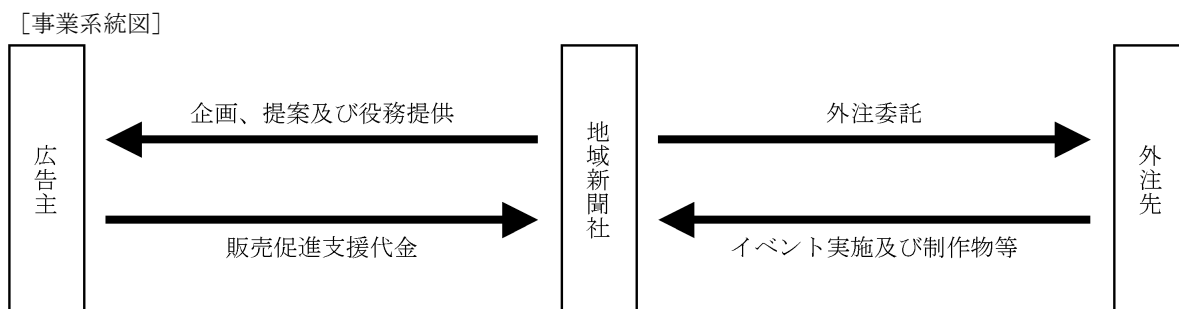 ［事業系統図］
企画、提案及び役務提供
外注委託
広告主
地域新聞社
外注先
販売促進支援代金
イベント実施及び制作物等